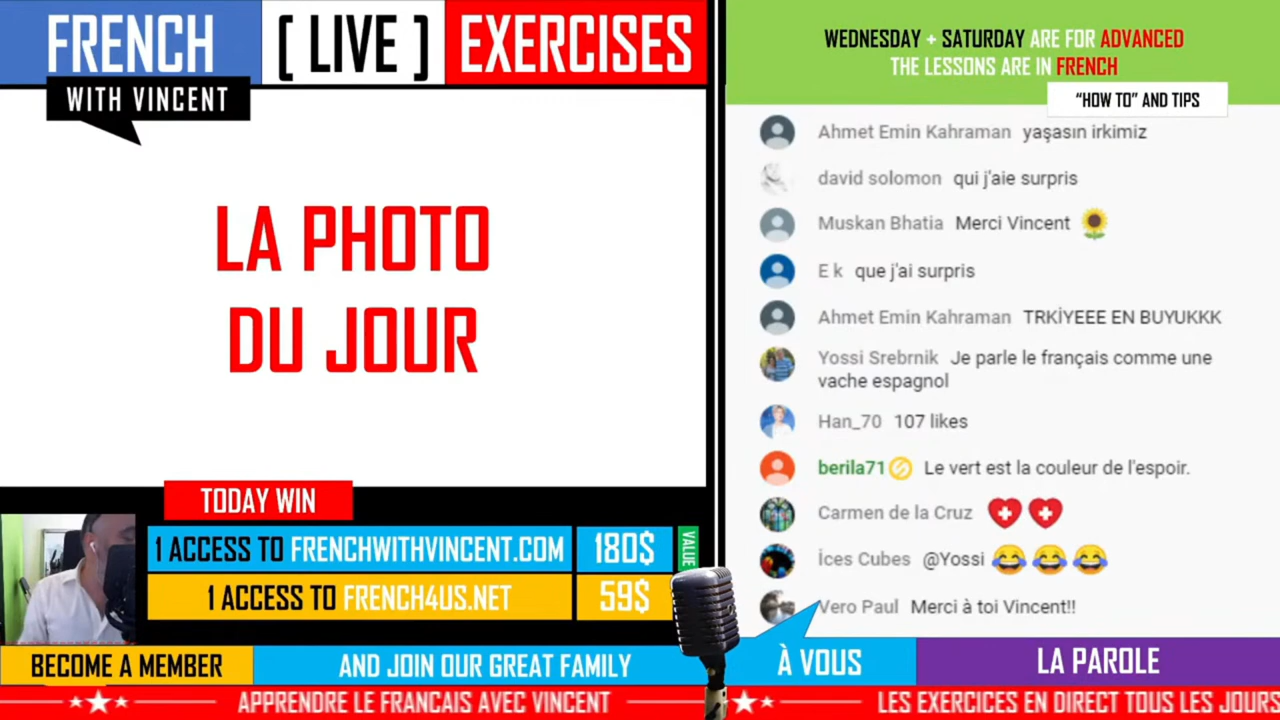 FRENCH [ LIVE ] EXERCISES
WITH VINCENT
LA PHOTO
DU JOUR
TODAY WIN
1 ACCESS TO FRENCHWITHVINCENT.COM 180$
VALUE
1 ACCESS TO FRENCH4US.NET 59$
WEDNESDAY + SATURDAY ARE FOR ADVANCED
THE LESSONS ARE IN FRENCH
“HOW TO” AND TIPS
Ahmet Emin Kahraman yaşasın irkimiz
david solomon qui j'aie surpris
Muskan Bhatia Merci Vincent
E k que j'ai surpris
Ahmet Emin Kahraman TRKİYEEE EN BUYUKKK
Yossi Srebrnik Je parle le français comme une
vache espagnol
Han_70 107 likes
berila71 Le vert est la couleur de l'espoir.
Carmen de la Cruz
İces Cubes @Yossi
Vero Paul Merci à toi Vincent!!
BECOME A MEMBER AND JOIN OUR GREAT FAMILY À VOUS LA PAROLE
APPRENDRE LE FRANCAIS AVEC VINCENT LES EXERCICES EN DIRECT TOUS LES JOURS